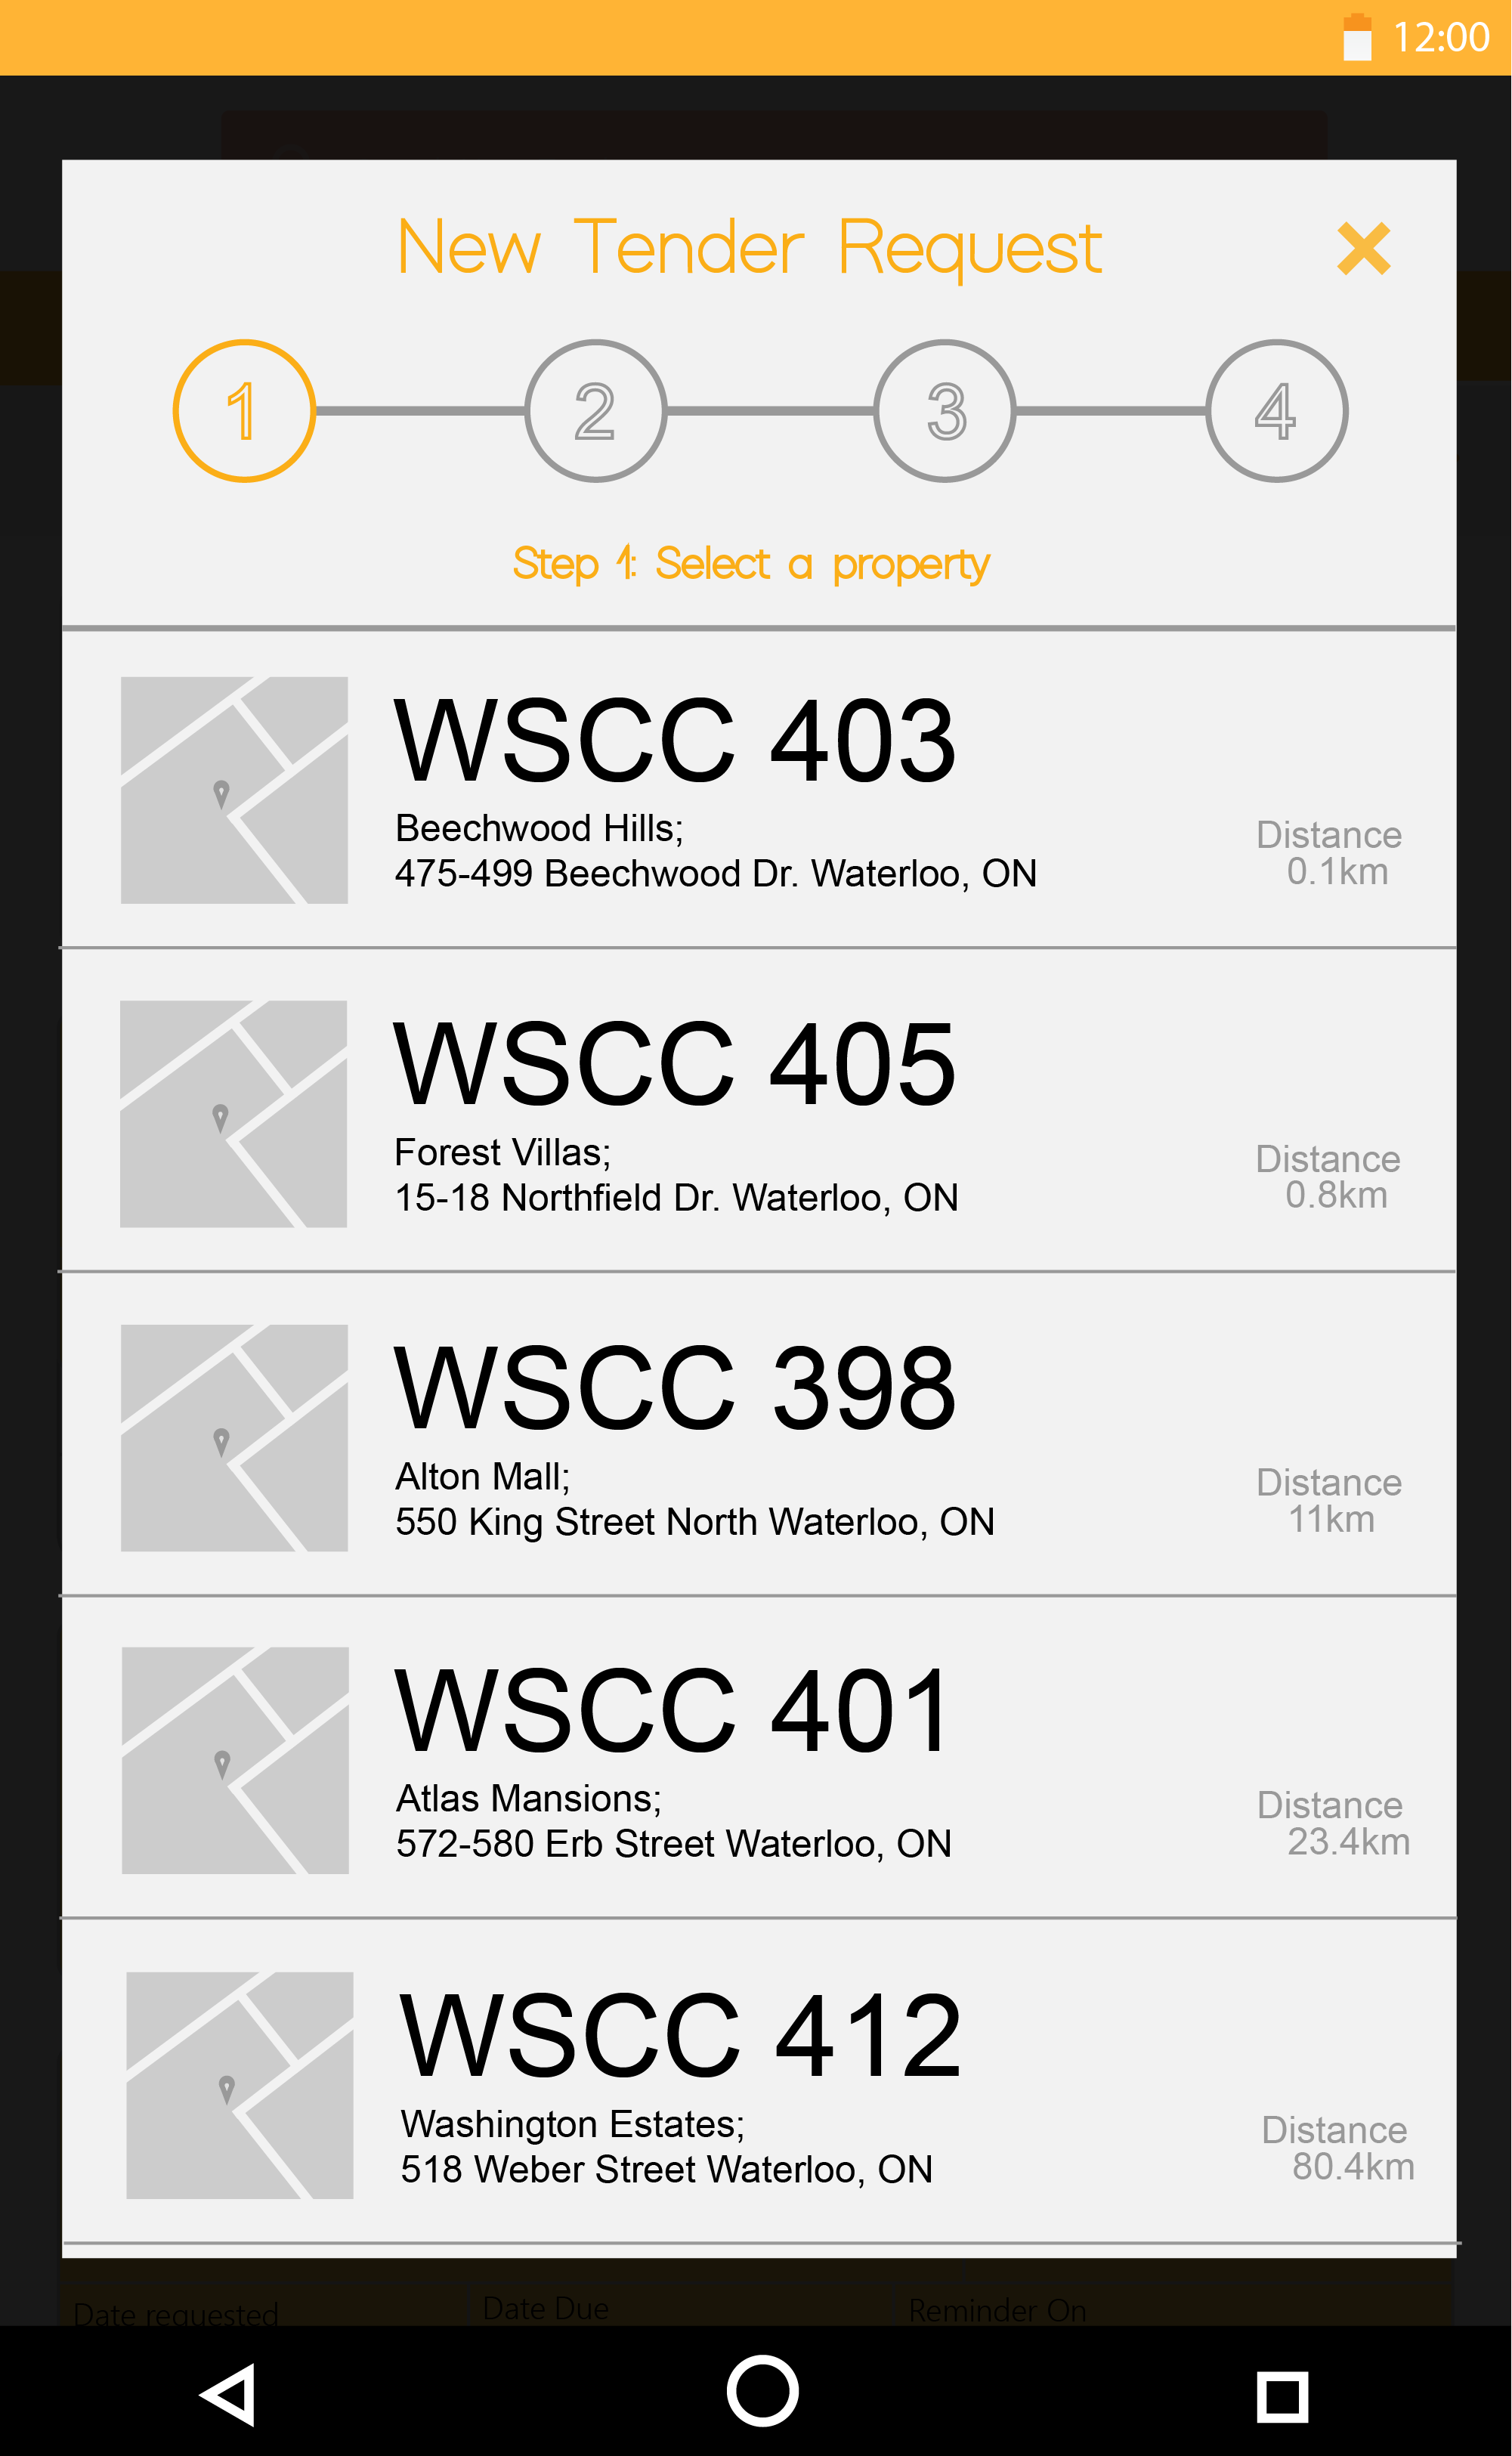 12:00
New Tender Request
1 2 3 4
Step 1: Select a property
WSCC 403
Beechwood Hills;
475-499 Beechwood Dr. Waterloo, ON
Distance
0.1km
WSCC 405
Forest Villas;
15-18 Northfield Dr. Waterloo, ON
Distance
0.8km
WSCC 398
Alton Mall;
550 King Street North Waterloo, ON
Distance
11km
WSCC 401
Atlas Mansions;
572-580 Erb Street Waterloo, ON
Distance
23.4km
WSCC 412
Washington Estates;
518 Weber Street Waterloo, ON
Distance
80.4km
Date requested Date Due Reminder On